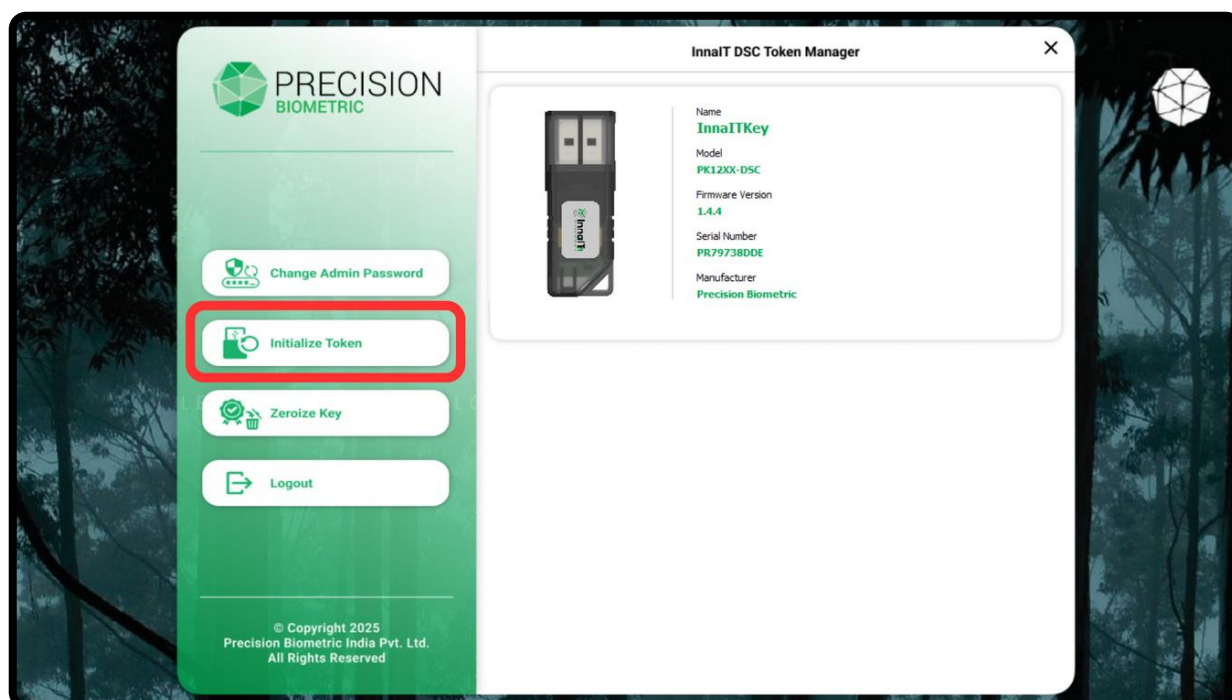 PRECISION
BIOMETRIC
Change Admin Password
Initialize Token
Zeroize Key
Logout
© Copyright 2025
Precision Biometric India Pvt. Ltd.
All Rights Reserved
InnaIT DSC Token Manager
InnaIT
Name
InnaITKey
Model
PK12XX-DSC
Firmware Version
1.4.4
Serial Number
PR79738DDE
Manufacturer
Precision Biometric